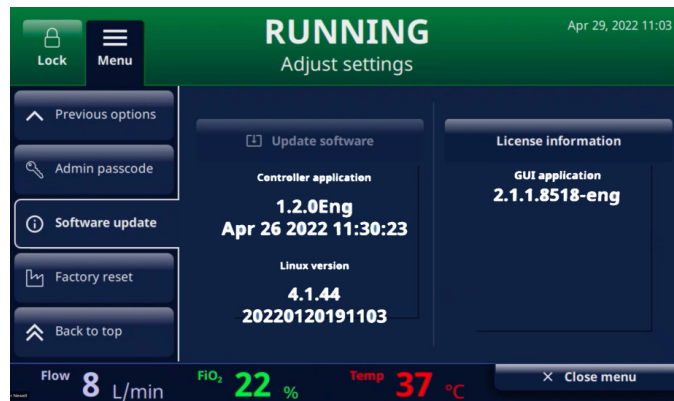 RUNNING
Apr 29, 2022 11:03
Lock
Menu
Adjust settings
Previous options
Admin passcode
Software update
Factory reset
Back to top
Update software
Controller application
1.2.0Eng
Apr 26 2022 11:30:23
Linux version
4.1.44
20220120191103
License information
GUI application
2.1.1.8518-eng
Flow 8 L/min
FiO₂ 22 %
Temp 37 °C
× Close menu